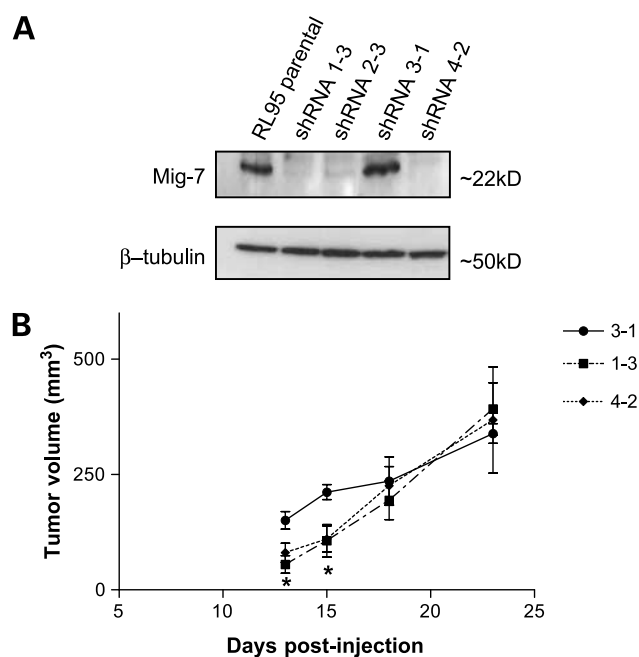 A
RL95 parental
shRNA 1-3
shRNA 2-3
shRNA 3-1
shRNA 4-2
Mig-7
~22kD
β–tubulin
~50kD
B
3-1
1-3
4-2
Tumor volume (mm³)
500
250
0
* *
5 10 15 20 25
Days post-injection